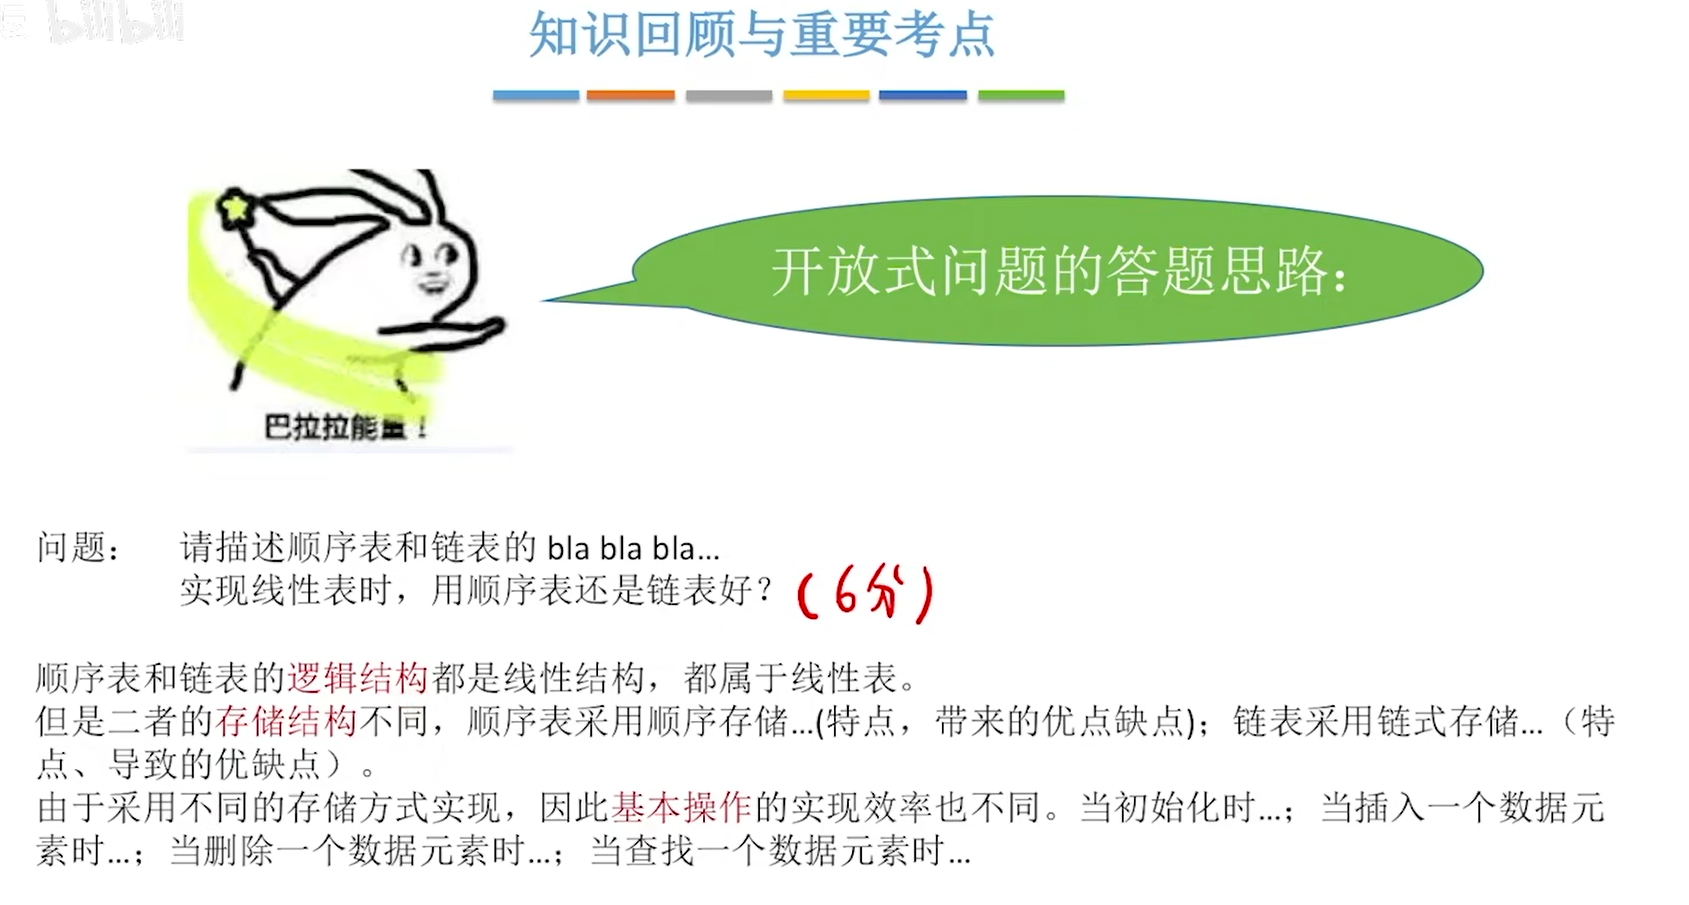 bilibili
知识回顾与重要考点
开放式问题的答题思路：
巴拉拉能量！
问题： 请描述顺序表和链表的 bla bla bla...
实现线性表时，用顺序表还是链表好？ (6分)
顺序表和链表的逻辑结构都是线性结构，都属于线性表。
但是二者的存储结构不同，顺序表采用顺序存储...(特点，带来的优点缺点)；链表采用链式存储...（特
点、导致的优缺点）。
由于采用不同的存储方式实现，因此基本操作的实现效率也不同。当初始化时...；当插入一个数据元
素时...；当删除一个数据元素时...；当查找一个数据元素时...